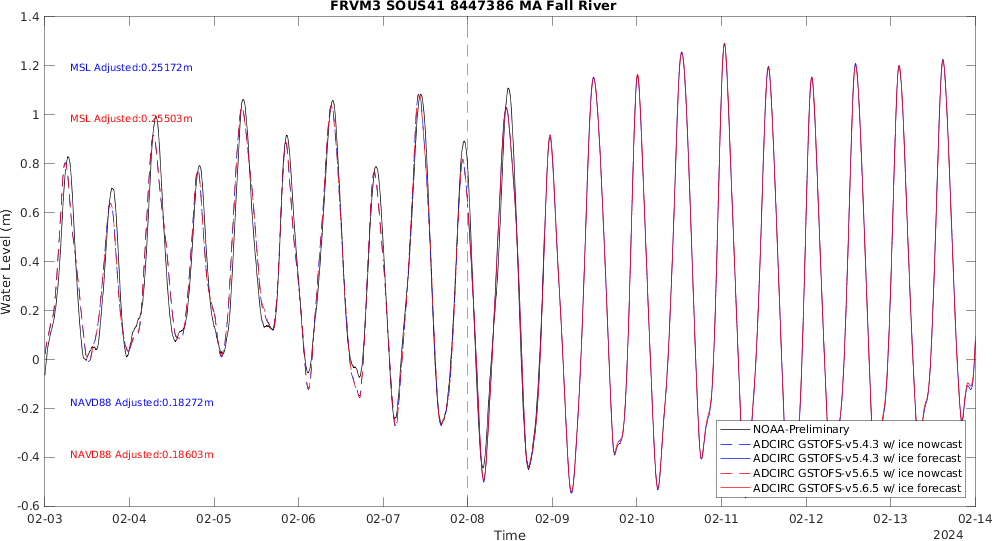 FRVM3 SOUS41 8447386 MA Fall River
1.4
1.2
1
0.8
0.6
0.4
0.2
0
-0.2
-0.4
-0.6
Water Level (m)
MSL Adjusted:0.25172m
MSL Adjusted:0.25503m
NAVD88 Adjusted:0.18272m
NAVD88 Adjusted:0.18603m
NOAA-Preliminary
ADCIRC GSTOFS-v5.4.3 w/ ice nowcast
ADCIRC GSTOFS-v5.4.3 w/ ice forecast
ADCIRC GSTOFS-v5.6.5 w/ ice nowcast
ADCIRC GSTOFS-v5.6.5 w/ ice forecast
02-03 02-04 02-05 02-06 02-07 02-08 02-09 02-10 02-11 02-12 02-13 02-14
Time
2024